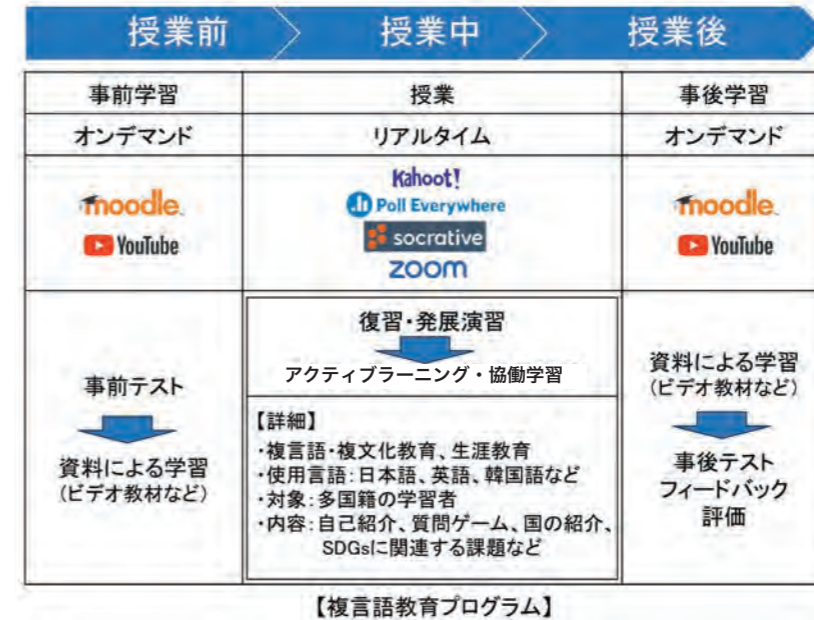 授業前
授業中
授業後
事前学習
授業
事後学習
オンデマンド
リアルタイム
オンデマンド
moodle
YouTube
Kahoot!
Poll Everywhere
socrative
zoom
moodle
YouTube
事前テスト
資料による学習
(ビデオ教材など)
復習・発展演習
アクティブラーニング・協働学習
【詳細】
・複言語・複文化教育、生涯教育
・使用言語:日本語、英語、韓国語など
・対象:多国籍の学習者
・内容:自己紹介、質問ゲーム、国の紹介、
SDGsに関連する課題など
資料による学習
(ビデオ教材など)
事後テスト
フィードバック
評価
【複言語教育プログラム】